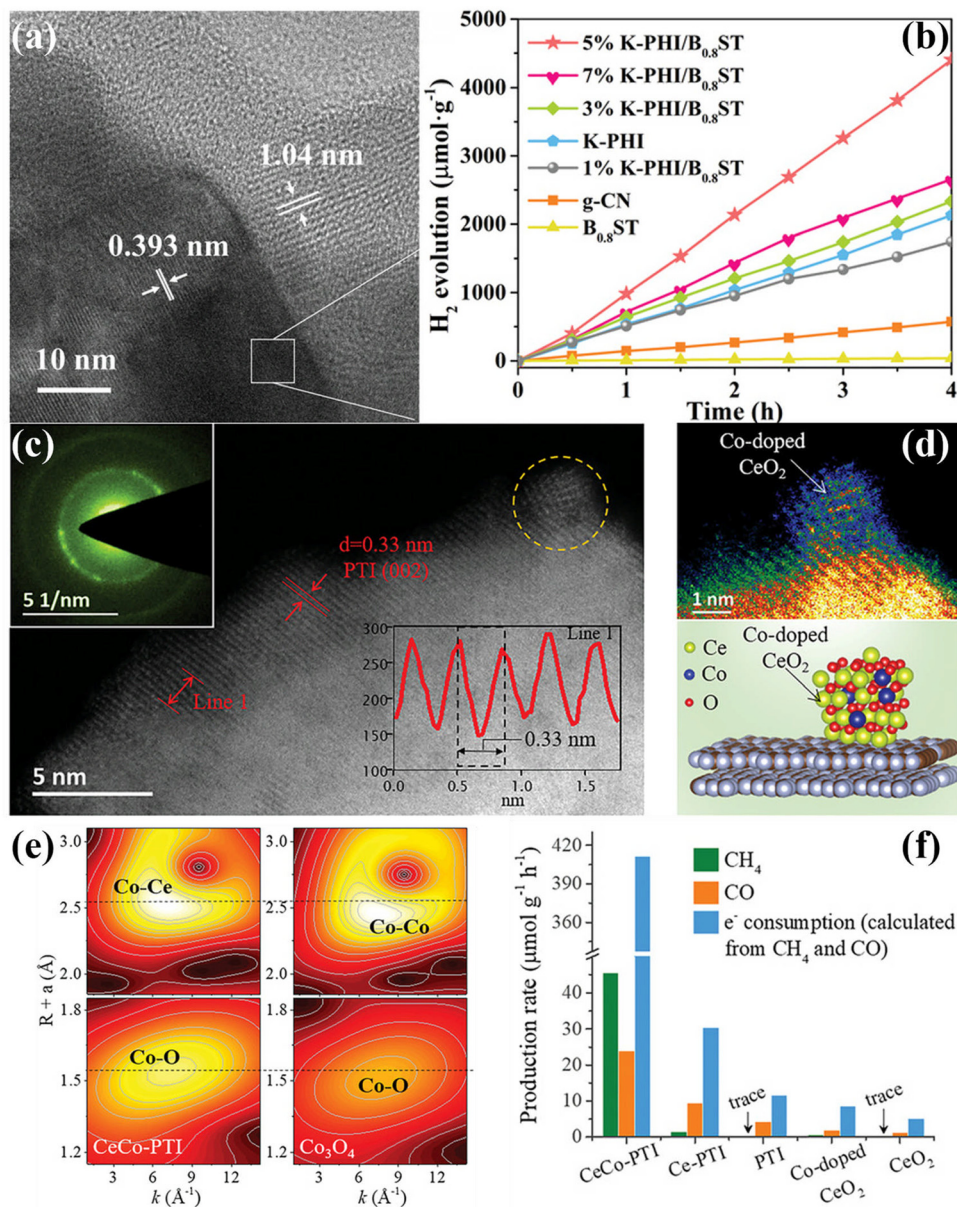 (a)
1.04 nm
0.393 nm
10 nm
(b)
H₂ evolution (μmol·g⁻¹)
5000
4000
3000
2000
1000
0
5% K-PHI/B₀.₈ST
7% K-PHI/B₀.₈ST
3% K-PHI/B₀.₈ST
K-PHI
1% K-PHI/B₀.₈ST
g-CN
B₀.₈ST
0 1 2 3 4
Time (h)
(c)
5 1/nm
d=0.33 nm
PTI (002)
Line 1
5 nm
Line 1
300
250
200
150
100
0.33 nm
0.0 0.5 1.0 1.5
nm
(d)
Co-doped
CeO₂
1 nm
Co-doped
CeO₂
Ce
Co
O
(e)
R + a (Å)
3.0
2.5
2.0
1.8
1.5
1.2
Co-Ce
Co-Co
Co-O
Co-O
CeCo-PTI
Co₃O₄
3 6 9 12
3 6 9 12
k (Å⁻¹)
k (Å⁻¹)
(f)
Production rate (μmol g⁻¹ h⁻¹)
420
390
360
40
30
20
10
0
CH₄
CO
e⁻ consumption (calculated
from CH₄ and CO)
trace
trace
CeCo-PTI
Ce-PTI
PTI
Co-doped
CeO₂
CeO₂